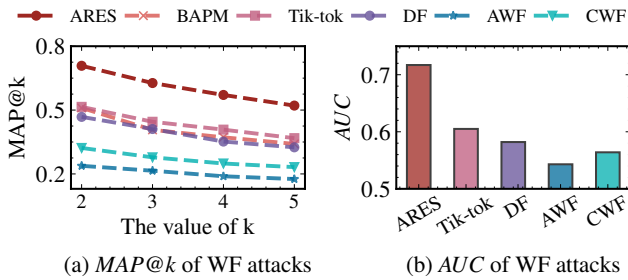 ARES BAPM Tik-tok DF AWF CWF
0.8
0.5
0.2
MAP@k
2 3 4 5
The value of k
(a) MAP@k of WF attacks
0.7
0.6
0.5
AUC
ARES Tik-tok DF AWF CWF
(b) AUC of WF attacks